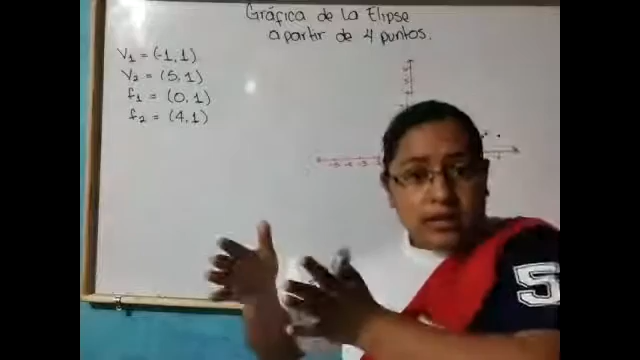 Gráfica de la Elipse
a partir de 4 puntos.
V1 = (-1, 1)
V2 = (5, 1)
f1 = (0, 1)
f2 = (4, 1)
5